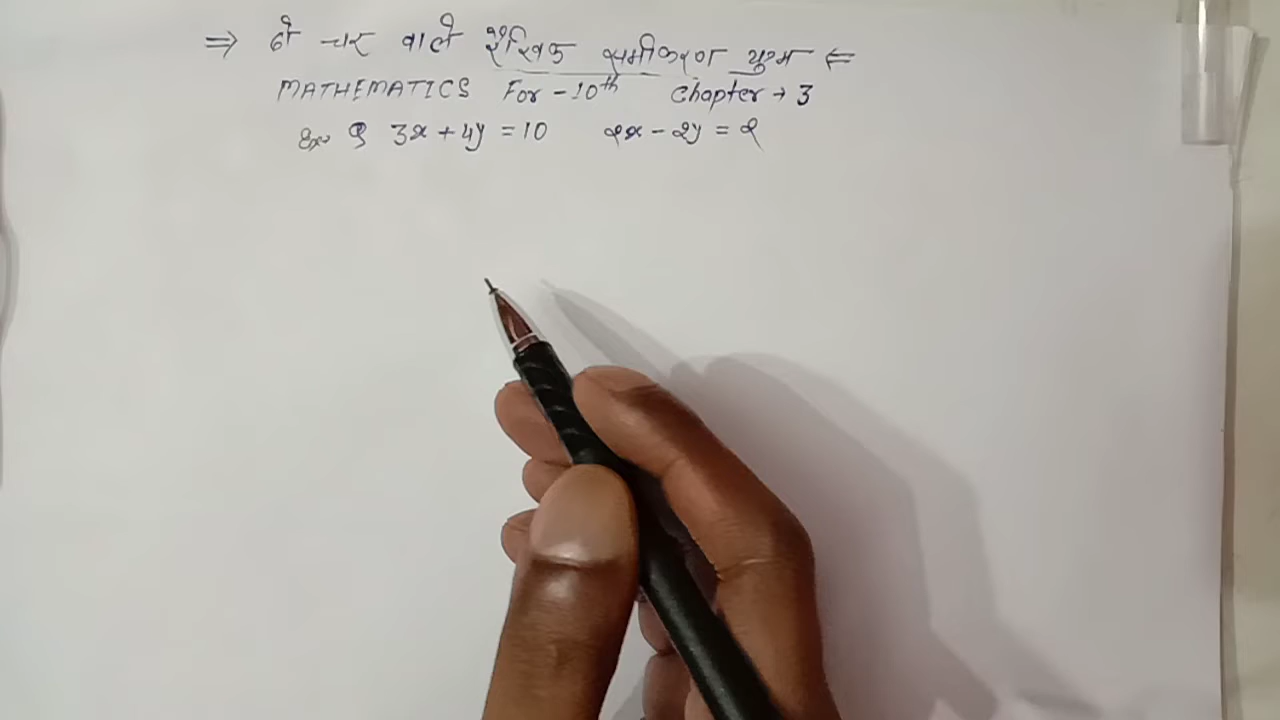 ⇒ दो चर वाले रैखिक समीकरण युग्म ⇐
MATHEMATICS For - 10th Chapter → 3
3x + 4y = 10 2x - 2y = 2